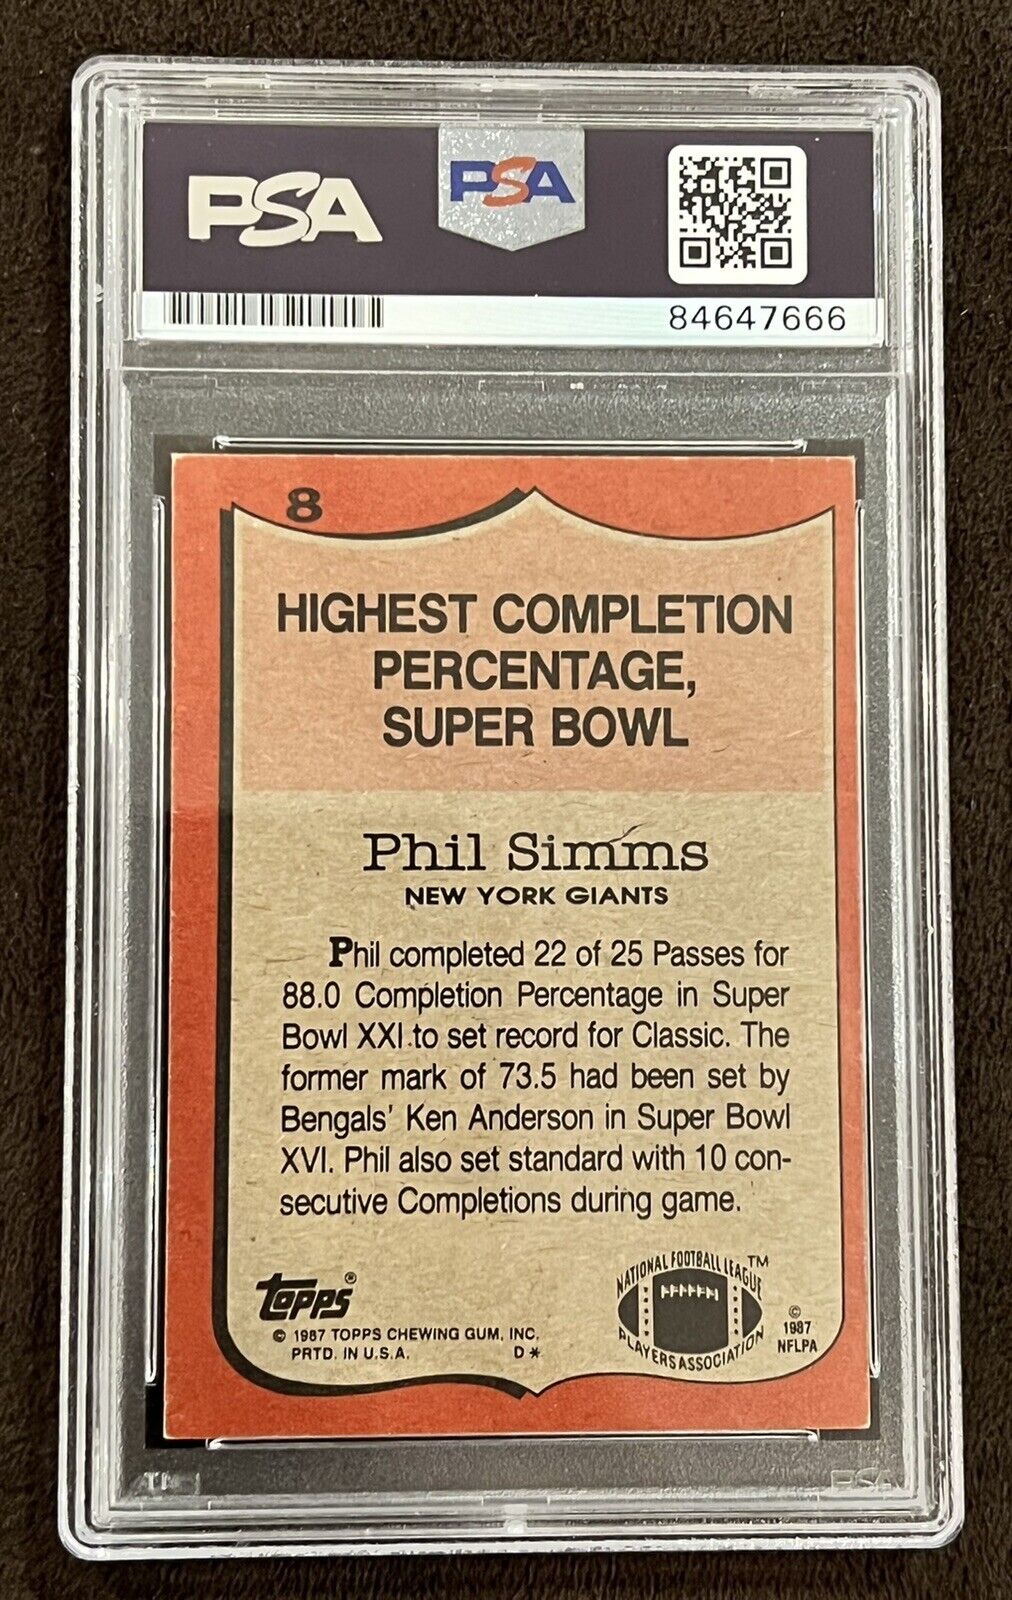 PSA PSA
84647666
8
HIGHEST COMPLETION
PERCENTAGE,
SUPER BOWL
Phil Simms
NEW YORK GIANTS
Phil completed 22 of 25 Passes for
88.0 Completion Percentage in Super
Bowl XXI to set record for Classic. The
former mark of 73.5 had been set by
Bengals' Ken Anderson in Super Bowl
XVI. Phil also set standard with 10 con-
secutive Completions during game.
topps®
© 1987 TOPPS CHEWING GUM, INC.
PRTD. IN U.S.A. D*
NATIONAL FOOTBALL LEAGUE™
PLAYERS ASSOCIATION
©
1987
NFLPA
PSA